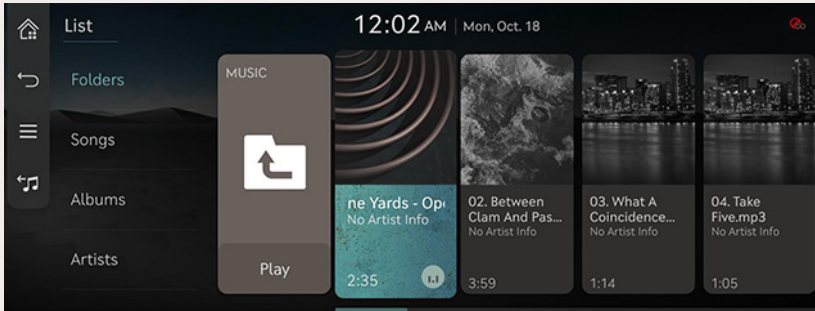 List
12:02 AM | Mon, Oct. 18
Folders
Songs
Albums
Artists
MUSIC
Play
ne Yards - Op
No Artist Info
2:35
02. Between
Clam And Pas...
No Artist Info
3:59
03. What A
Coincidence...
No Artist Info
1:14
04. Take
Five.mp3
No Artist Info
1:05